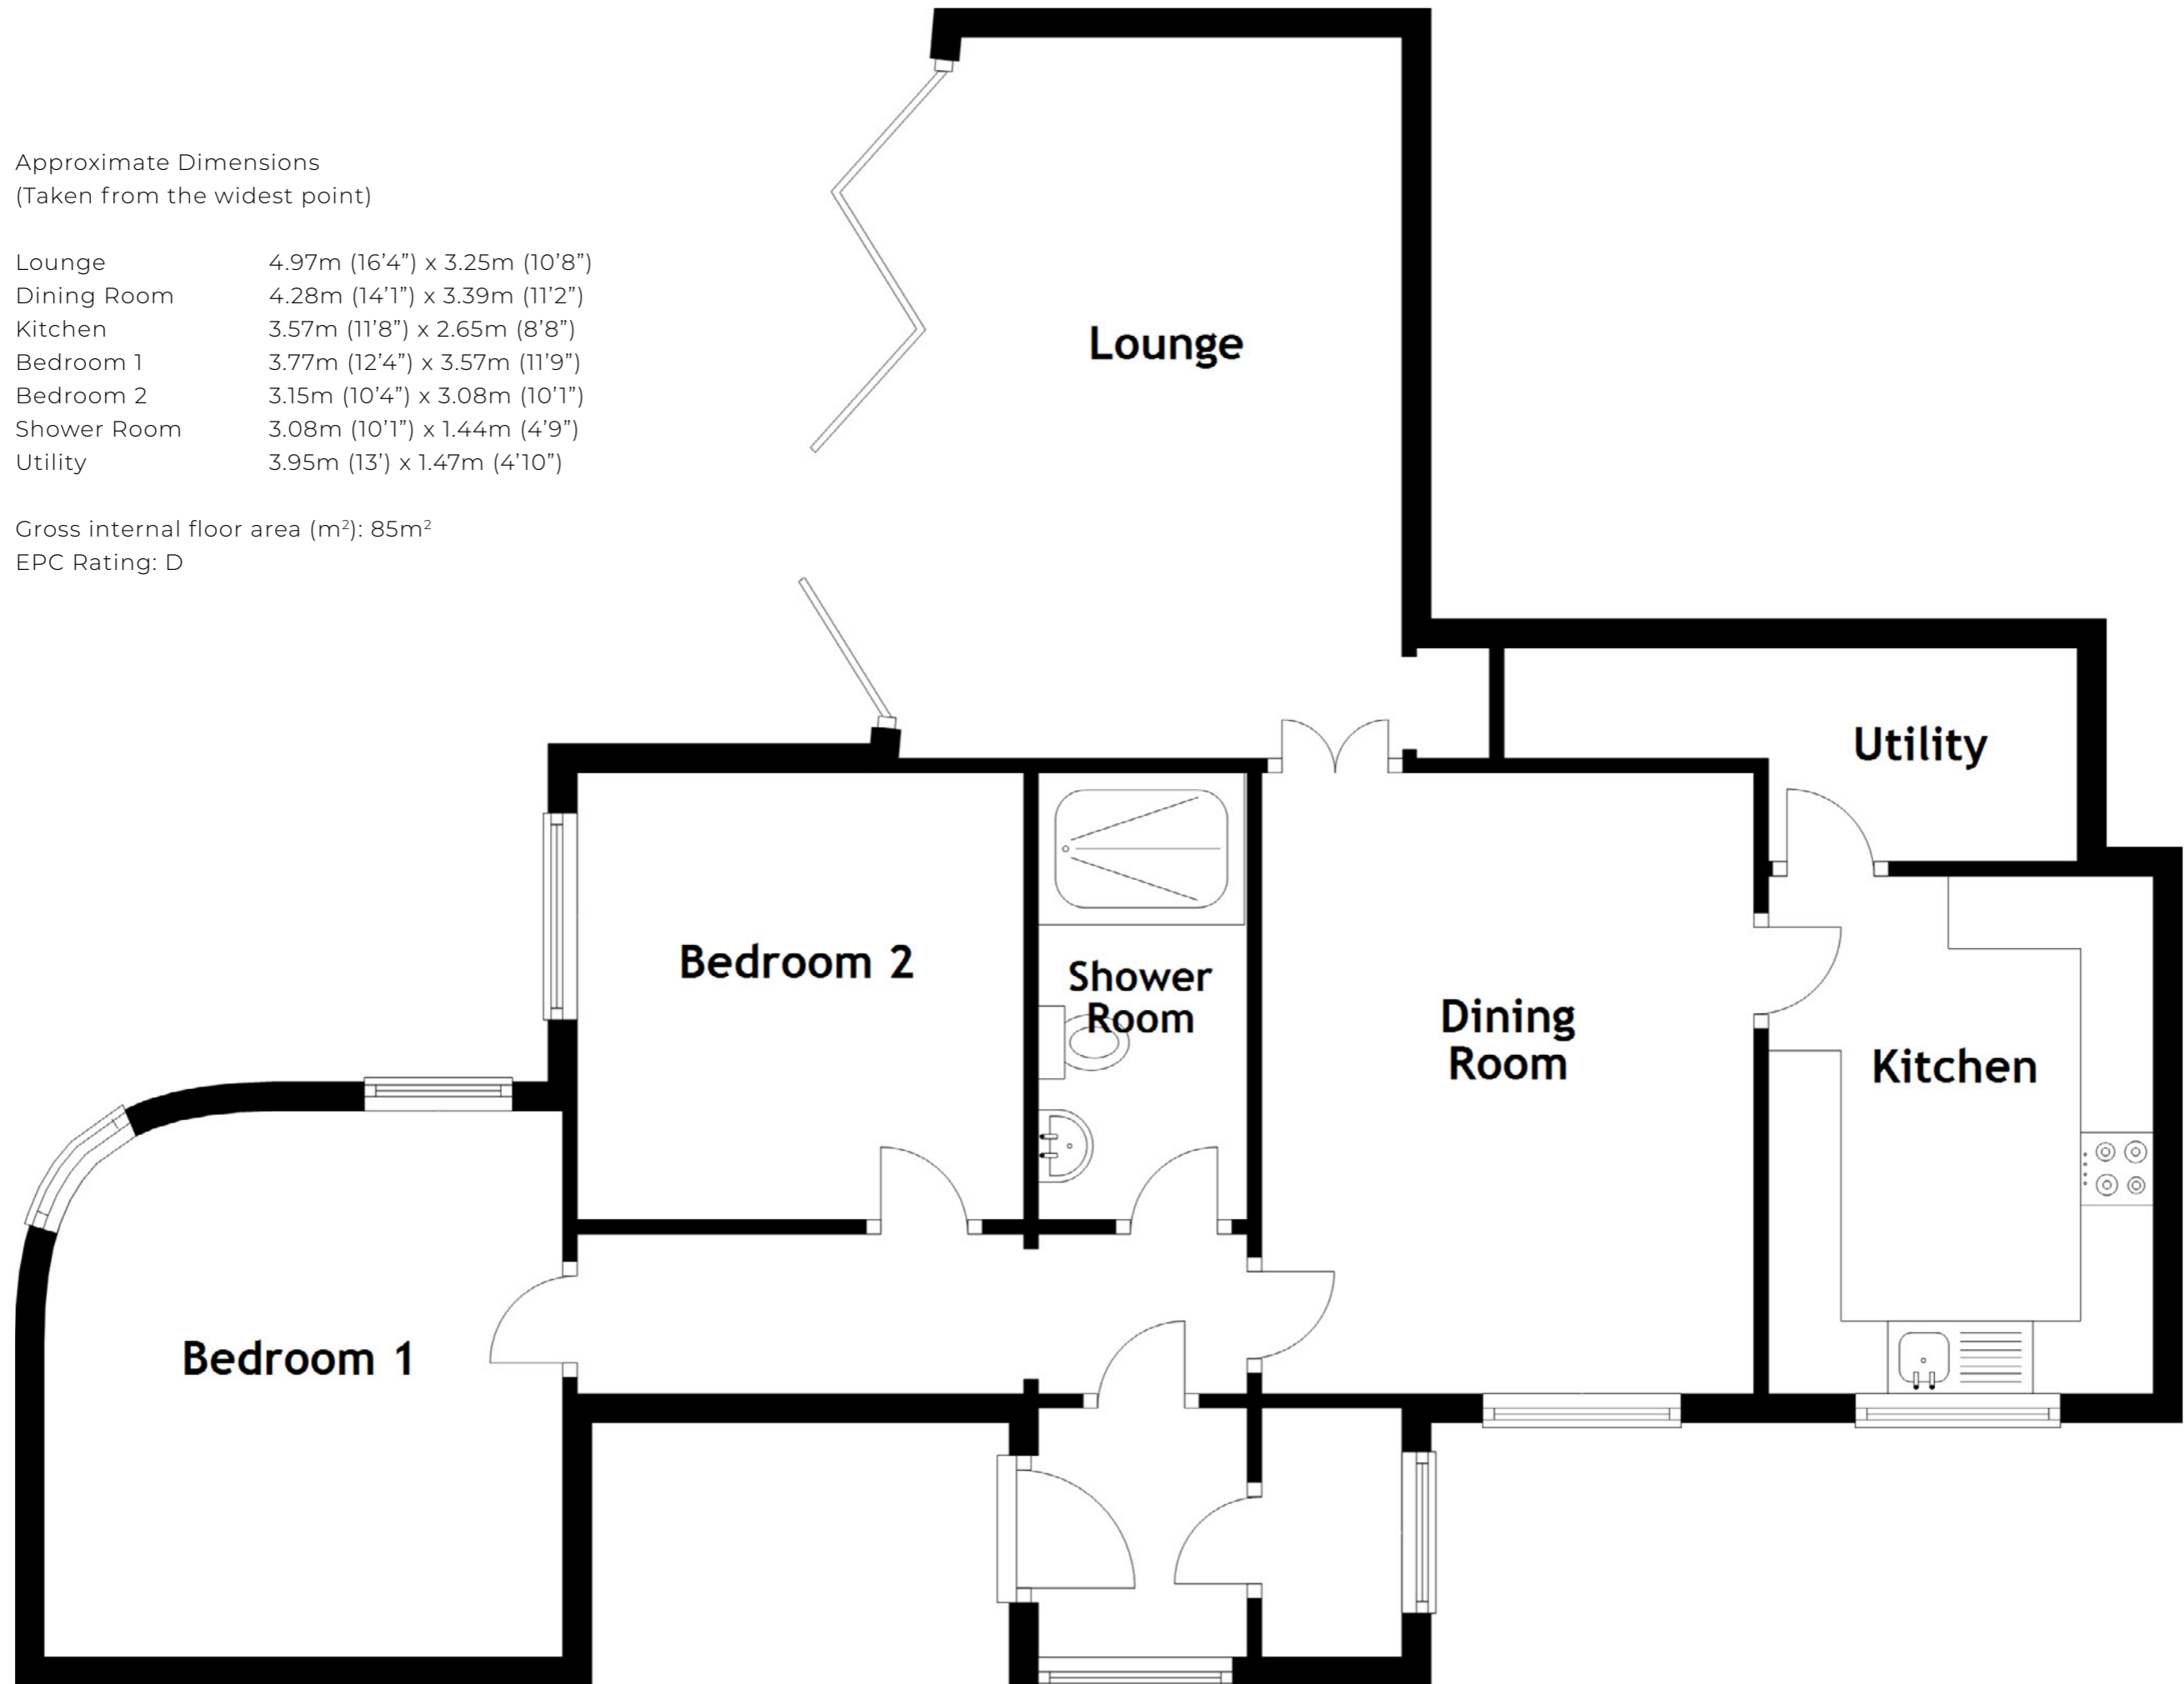 Approximate Dimensions
(Taken from the widest point)
Lounge 4.97m (16’4”) x 3.25m (10’8”)
Dining Room 4.28m (14’1”) x 3.39m (11’2”)
Kitchen 3.57m (11’8”) x 2.65m (8’8”)
Bedroom 1 3.77m (12’4”) x 3.57m (11’9”)
Bedroom 2 3.15m (10’4”) x 3.08m (10’1”)
Shower Room 3.08m (10’1”) x 1.44m (4’9”)
Utility 3.95m (13’) x 1.47m (4’10”)
Gross internal floor area (m²): 85m²
EPC Rating: D
Lounge
Utility
Bedroom 2
Shower
Room
Dining
Room
Kitchen
Bedroom 1